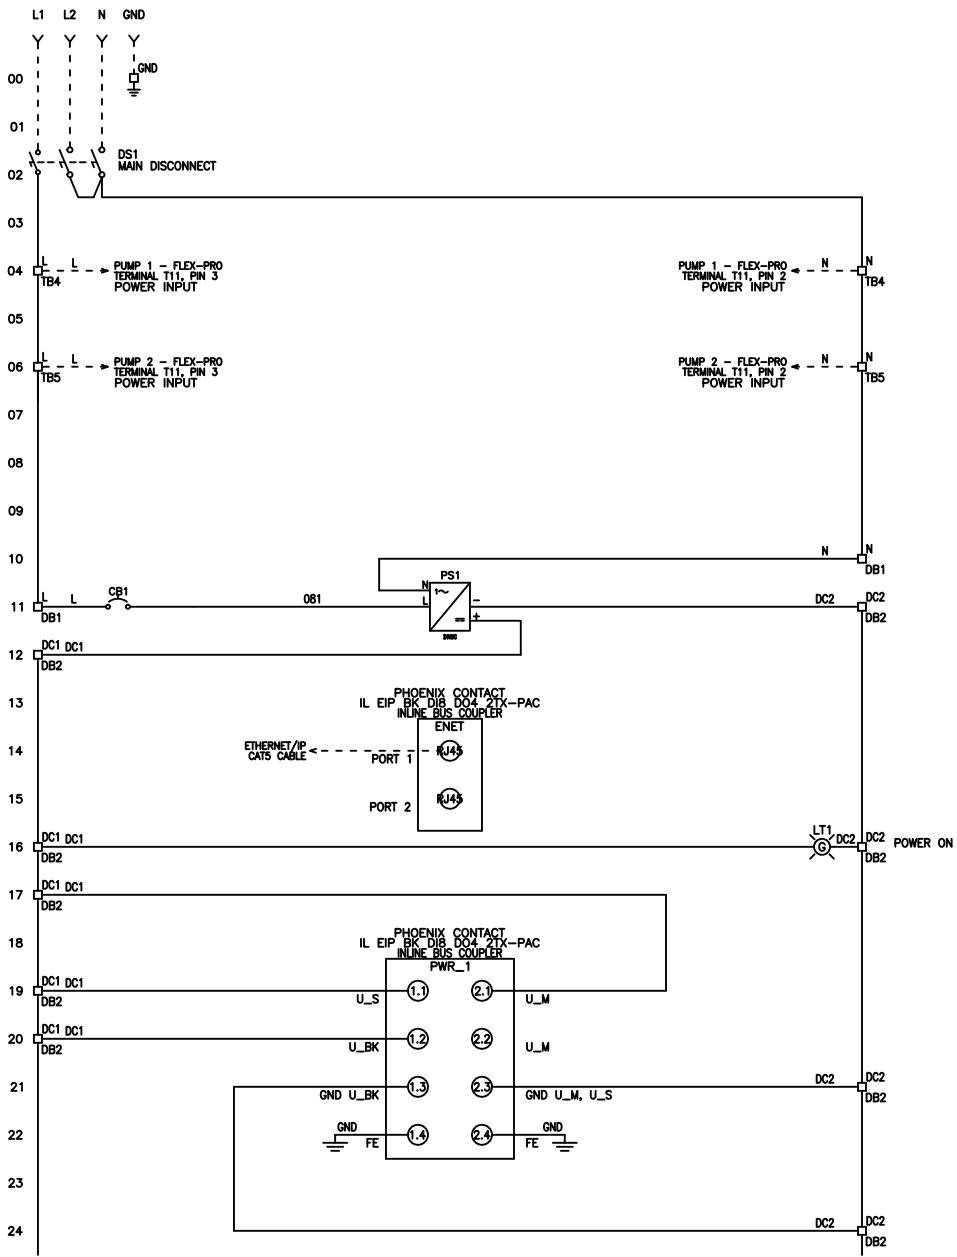 L1 L2 N GND
00 GND
01
DS1
MAIN DISCONNECT
02
03
L L PUMP 1 - FLEX-PRO PUMP 1 - FLEX-PRO N N
04 TERMINAL T11, PIN 3 TERMINAL T11, PIN 2
TB4 POWER INPUT POWER INPUT TB4
05
L L PUMP 2 - FLEX-PRO PUMP 2 - FLEX-PRO N N
06 TERMINAL T11, PIN 3 TERMINAL T11, PIN 2
TB5 POWER INPUT POWER INPUT TB5
07
08
09
10 N N
DB1
PS1
N 1~
L L CB1 081 L - DC2 DC2
11 DB1 + DB2
DC1 DC1
12 DB2
13 PHOENIX CONTACT
IL EIP BK DI8 DO4 2TX-PAC
INLINE BUS COUPLER
ENET
14 ETHERNET/IP RJ45
CAT5 CABLE PORT 1
15 RJ45
PORT 2
DC1 DC1 LT1 DC2 DC2
16 G POWER ON
DB2 DB2
DC1 DC1
17 DB2
18 PHOENIX CONTACT
IL EIP BK DI8 DO4 2TX-PAC
INLINE BUS COUPLER
PWR_1
DC1 DC1
19 1.1 2.1
DB2 U_S U_M
DC1 DC1
20 1.2 2.2
DB2 U_BK U_M
21 1.3 2.3 DC2 DC2
GND U_BK GND U_M, U_S DB2
22 GND 1.4 2.4 GND
FE FE
23
24 DC2 DC2
DB2